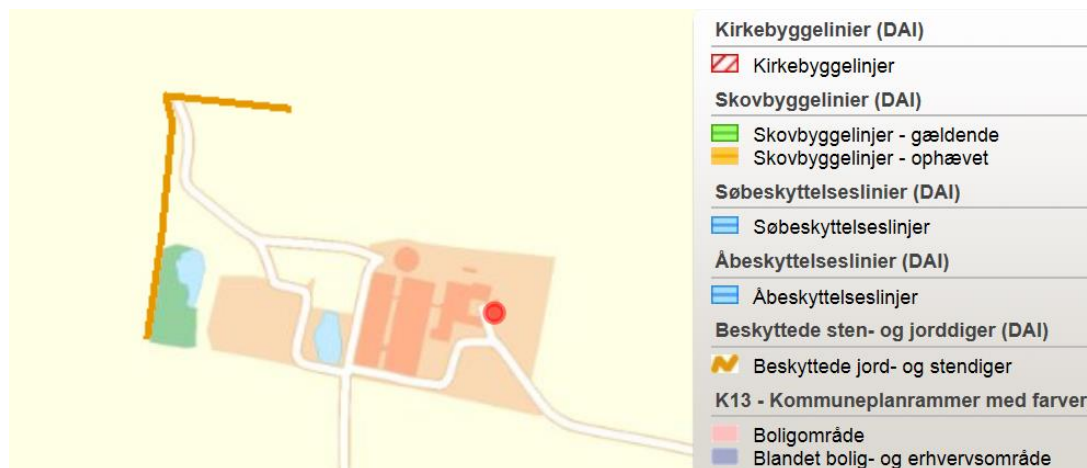 Kirkebyggelinier (DAI)
Kirkebyggelinjer
Skovbyggelinier (DAI)
Skovbyggelinjer - gældende
Skovbyggelinjer - ophævet
Søbeskyttelseslinier (DAI)
Søbeskyttelseslinjer
Åbeskyttelseslinier (DAI)
Åbeskyttelseslinjer
Beskyttede sten- og jorddiger (DAI)
Beskyttede jord- og stendiger
K13 - Kommuneplanrammer med farver
Boligområde
Blandet bolig- og erhvervsområde